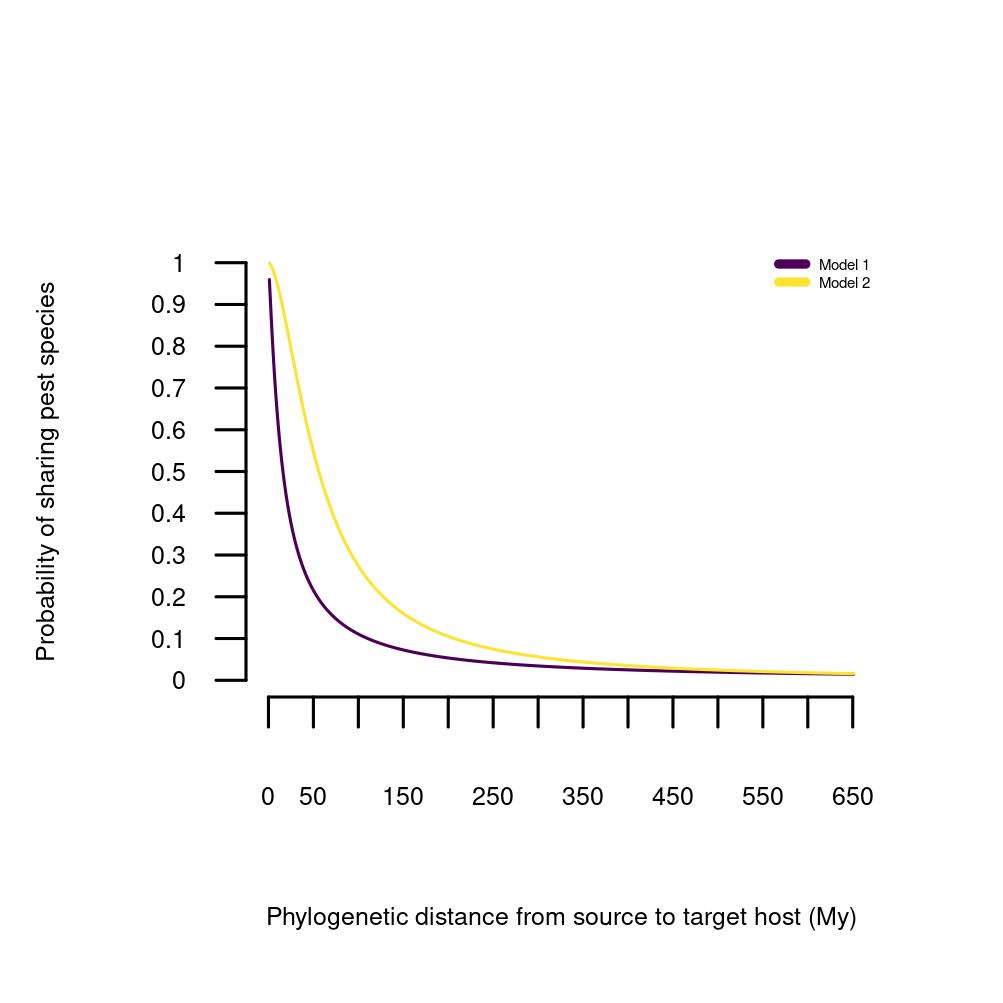 Model 1
Model 2
Probability of sharing pest species
1
0.9
0.8
0.7
0.6
0.5
0.4
0.3
0.2
0.1
0
0 50 150 250 350 450 550 650
Phylogenetic distance from source to target host (My)